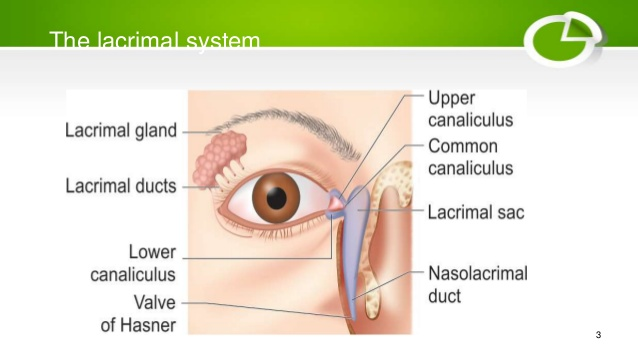 The lacrimal system
Upper
canaliculus
Lacrimal gland
Common
canaliculus
Lacrimal ducts
Lacrimal sac
Lower
canaliculus
Nasolacrimal
duct
Valve
of Hasner
3